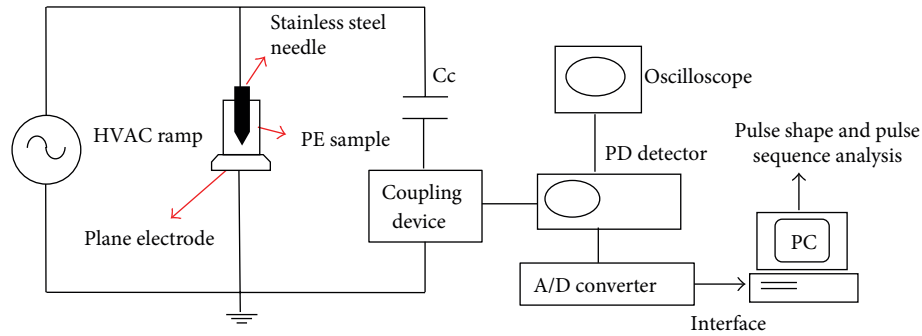 Stainless steel
needle
Cc
Oscilloscope
HVAC ramp
PE sample
PD detector
Pulse shape and pulse
sequence analysis
Coupling
device
Plane electrode
PC
A/D converter
Interface